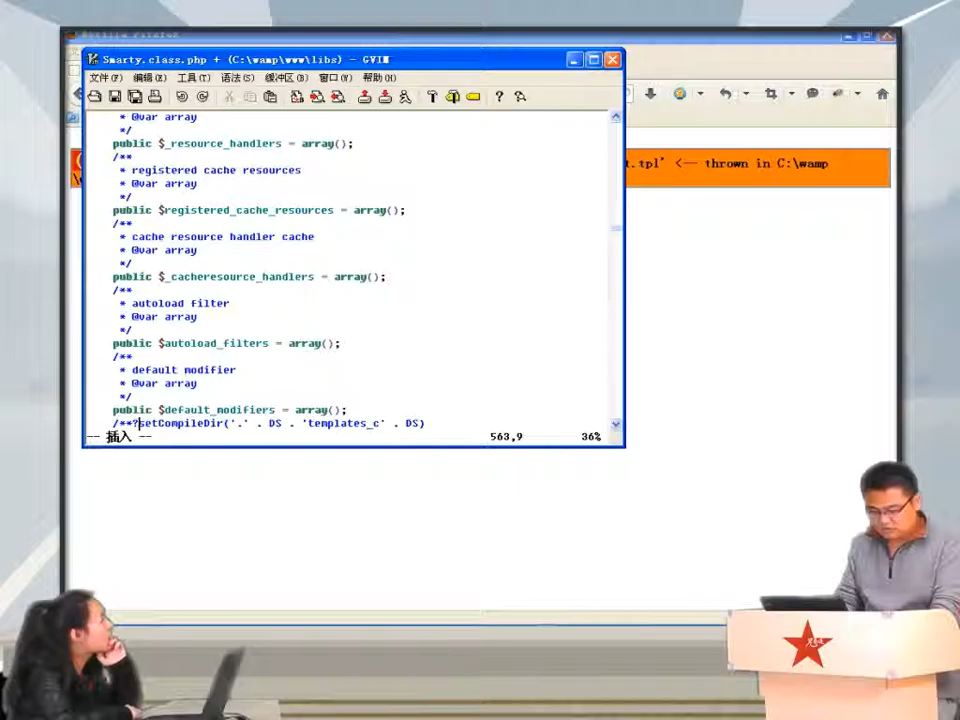 Mozilla Firefox
Smarty.class.php + (C:\wamp\www\libs) - GVIM
文件(F) 编辑(E) 工具(T) 语法(S) 缓冲区(B) 窗口(W) 帮助(H)
* @var array
*/
public $_resource_handlers = array();
/**
* registered cache resources
* @var array
*/
public $registered_cache_resources = array();
/**
* cache resource handler cache
* @var array
*/
public $_cacheresource_handlers = array();
/**
* autoload filter
* @var array
*/
public $autoload_filters = array();
/**
* default modifier
* @var array
*/
public $default_modifiers = array();
/**?setCompileDir('.' . DS . 'templates_c' . DS)
-- 插入 -- 563,9 36%
t.tpl' <-- thrown in C:\wamp